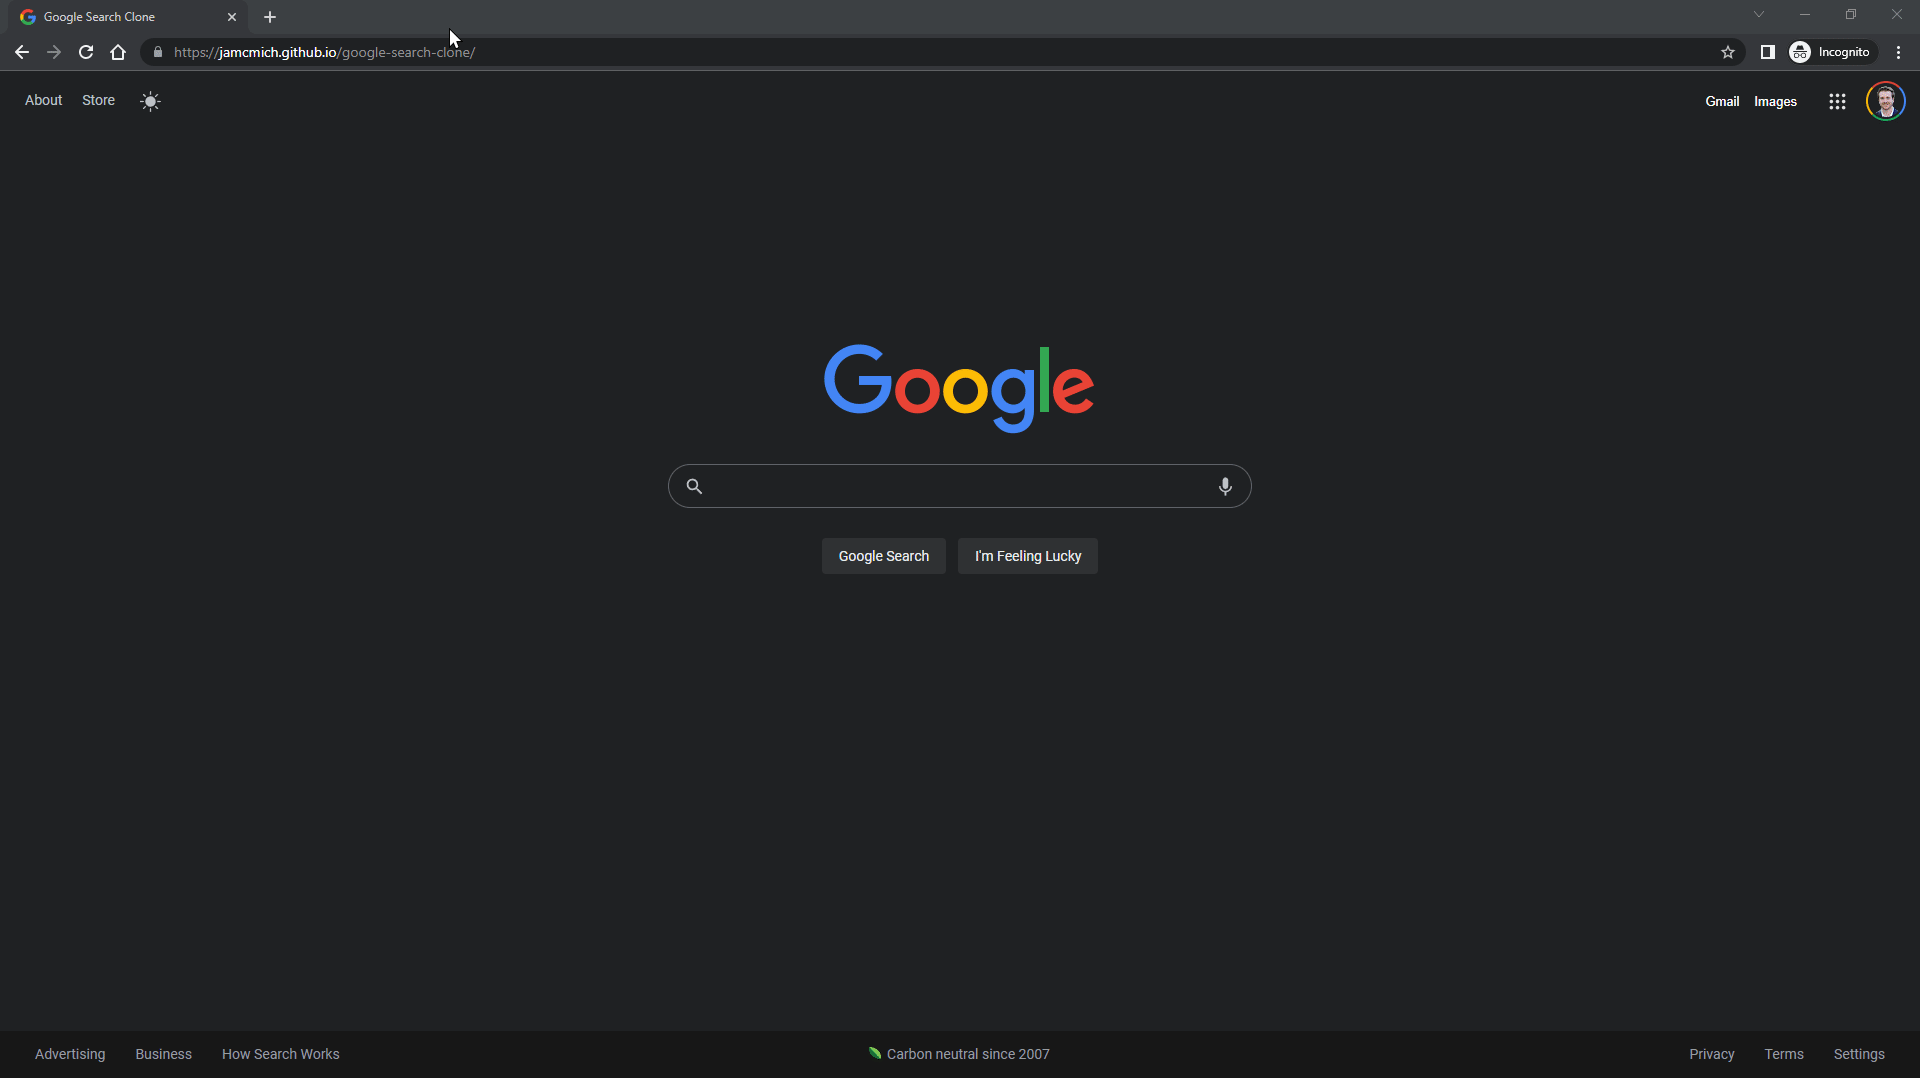 Google Search Clone
https://jamcmich.github.io/google-search-clone/
Incognito
About Store
Gmail Images
Google
Google Search I'm Feeling Lucky
Advertising Business How Search Works
Carbon neutral since 2007
Privacy Terms Settings